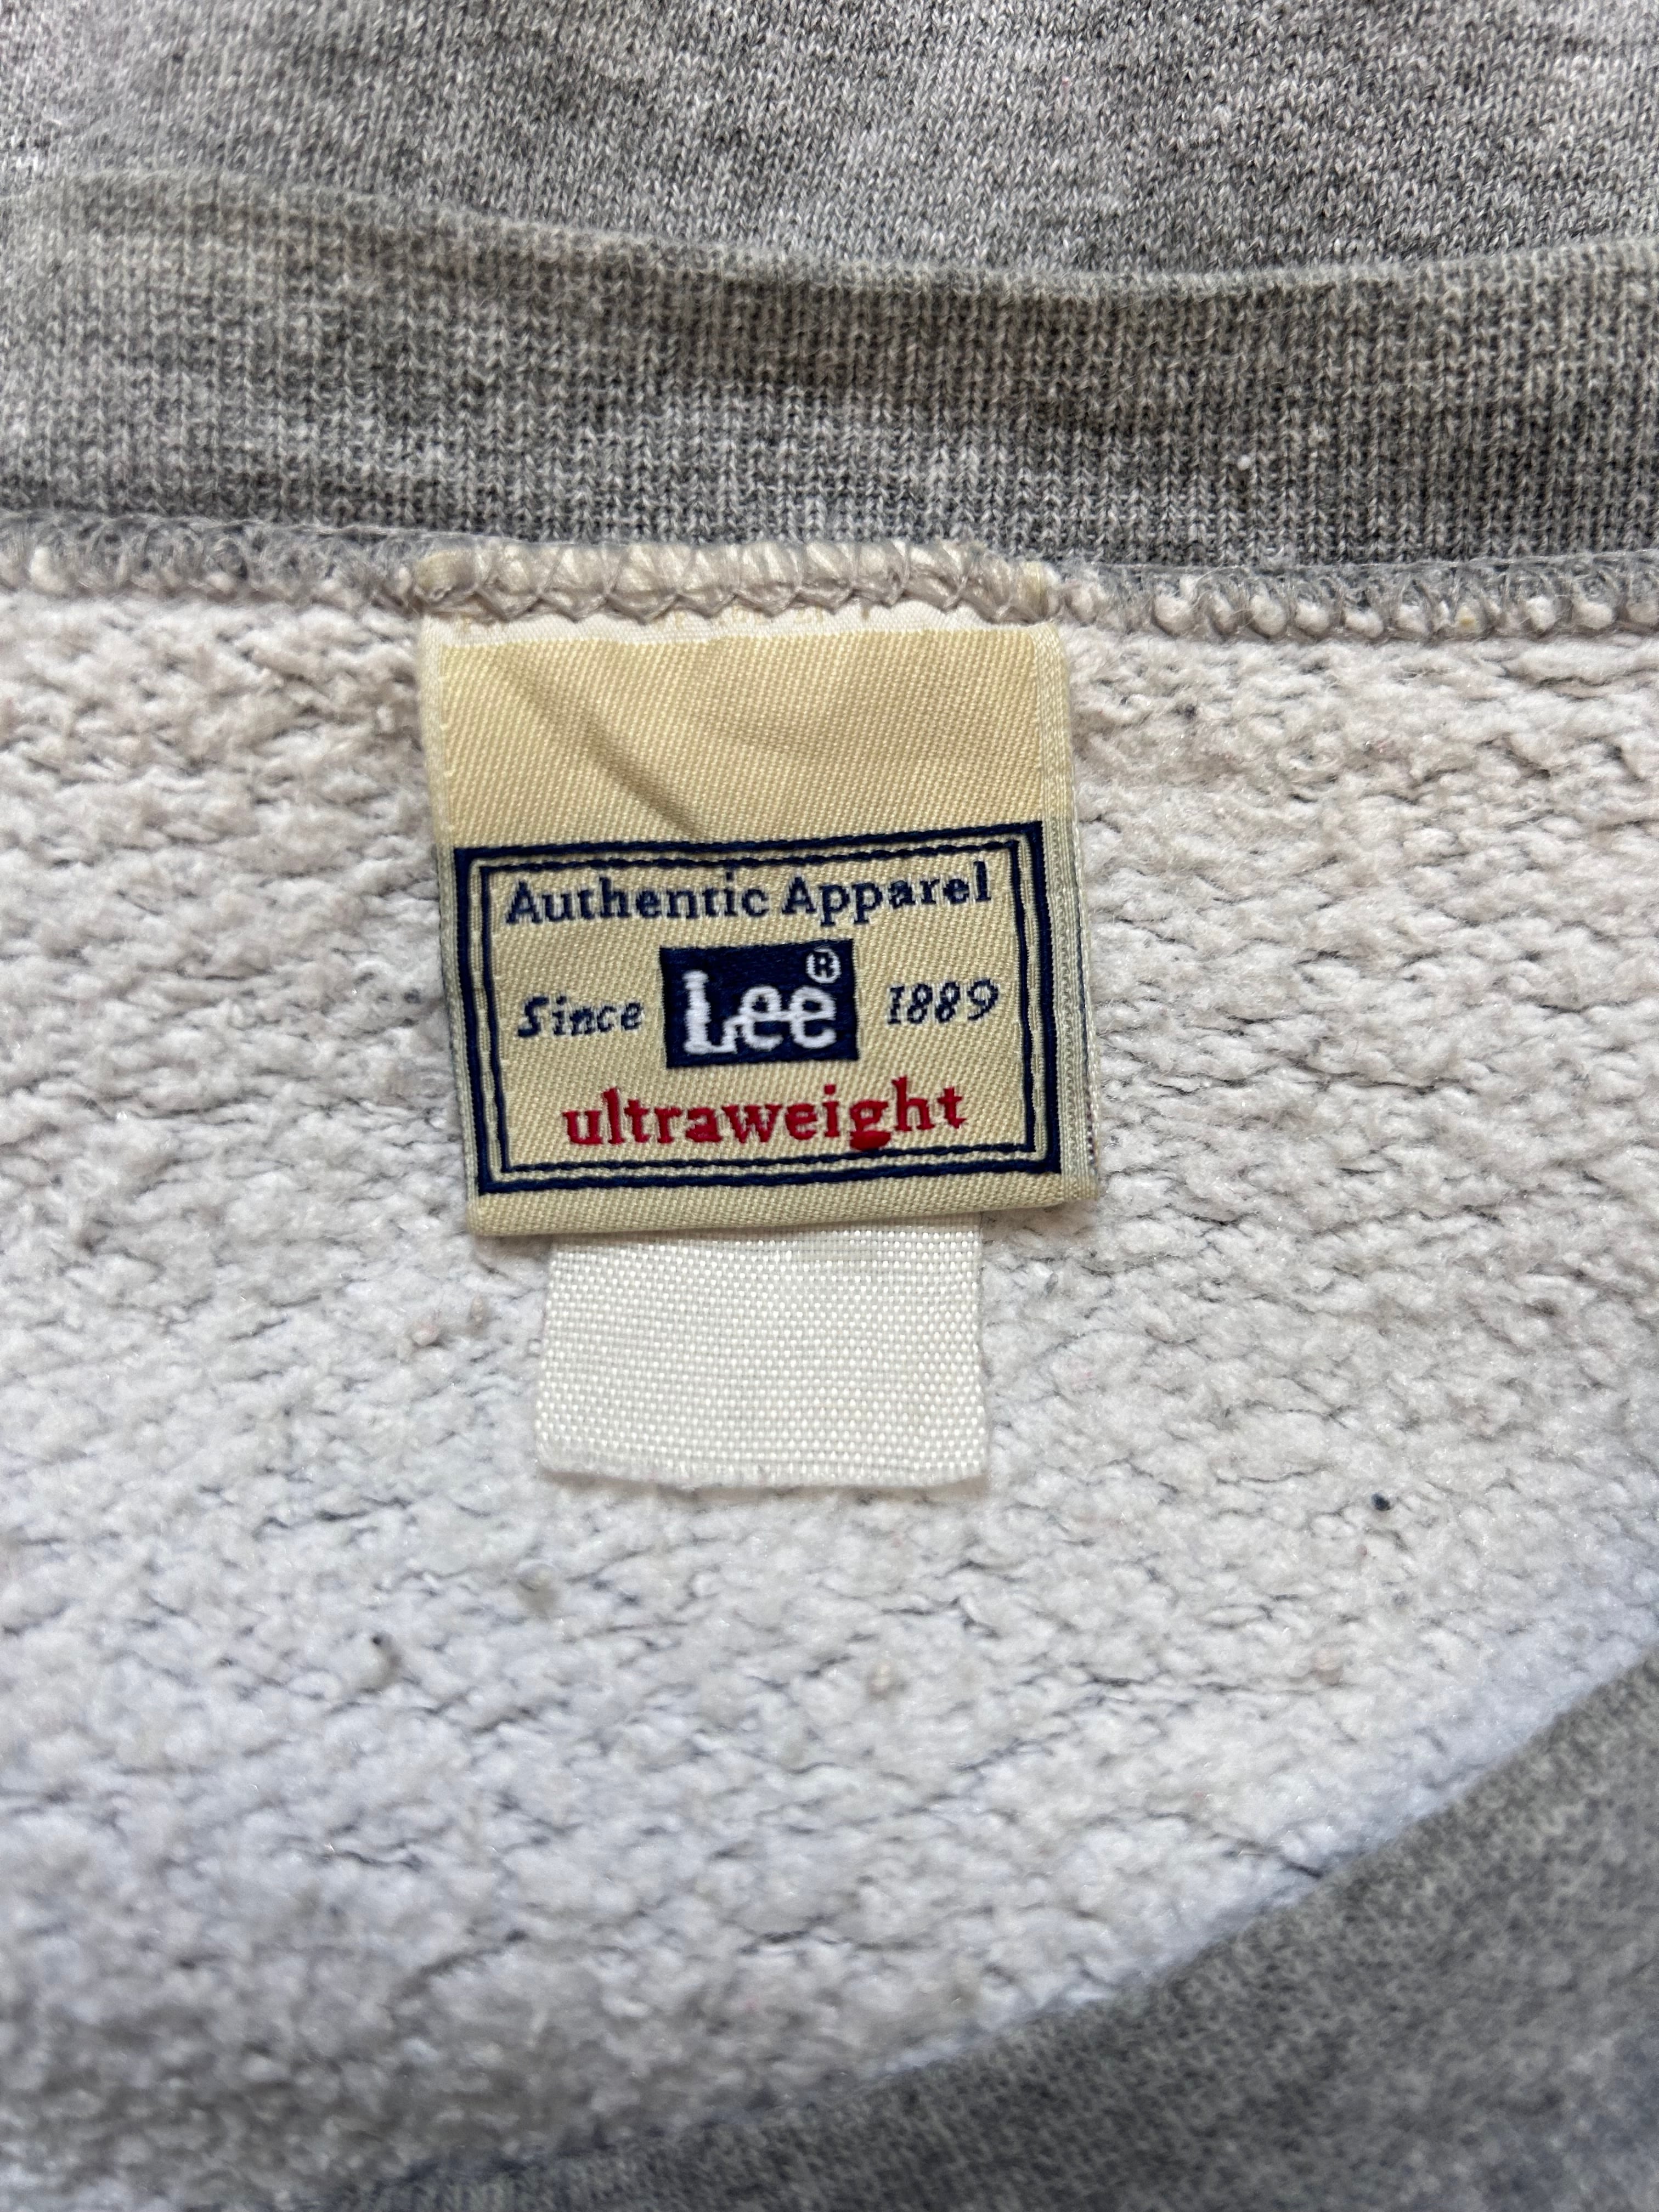 Authentic Apparel
Since Lee® 1889
ultraweight